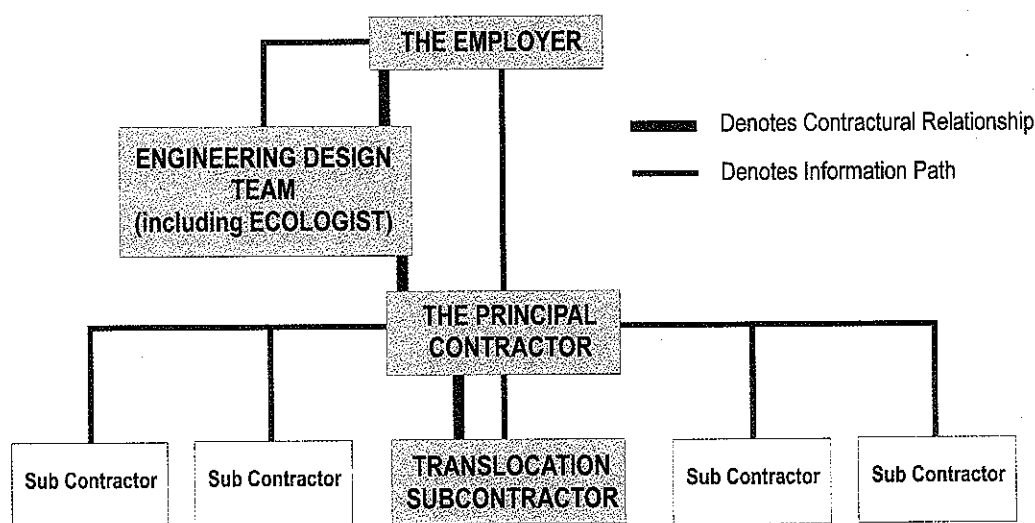 THE EMPLOYER
ENGINEERING DESIGN
TEAM
(including ECOLOGIST)
Denotes Contractural Relationship
Denotes Information Path
THE PRINCIPAL
CONTRACTOR
Sub Contractor
Sub Contractor
TRANSLOCATION
SUBCONTRACTOR
Sub Contractor
Sub Contractor